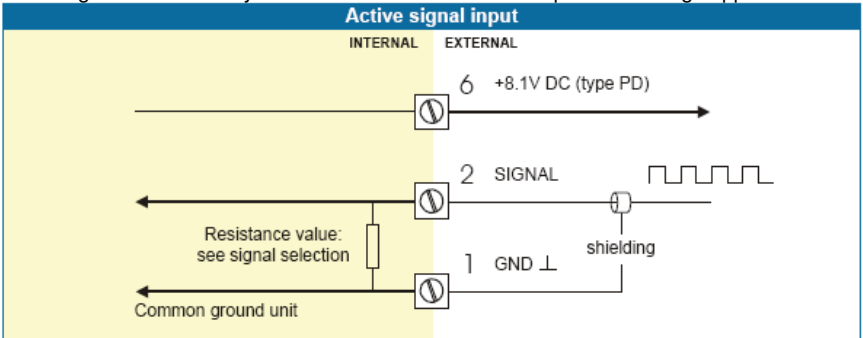 Active signal input
INTERNAL EXTERNAL
6 +8.1V DC (type PD)
2 SIGNAL
Resistance value:
see signal selection
shielding
1 GND ⊥
Common ground unit